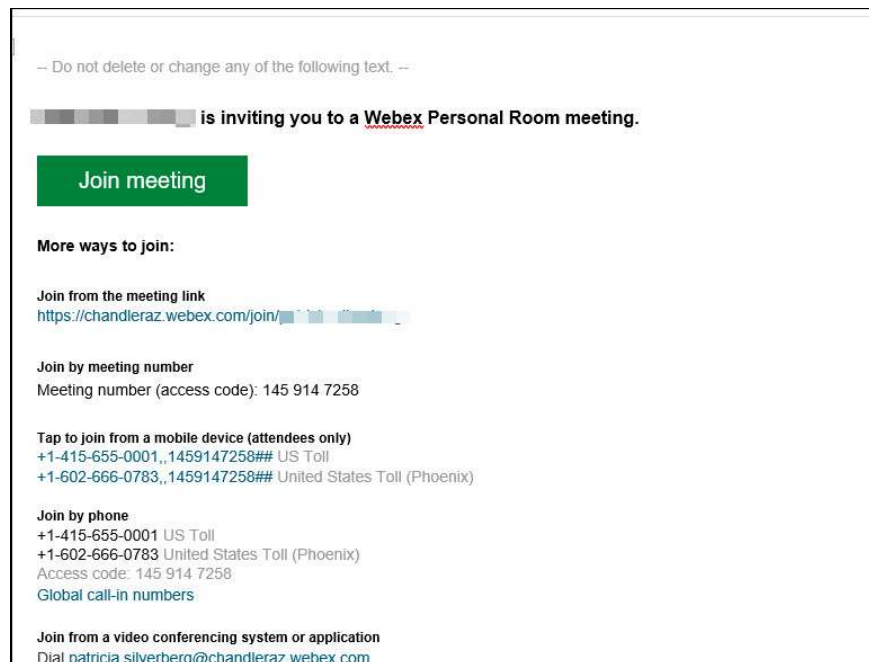 -- Do not delete or change any of the following text. --
is inviting you to a Webex Personal Room meeting.
Join meeting
More ways to join:
Join from the meeting link
https://chandleraz.webex.com/join/
Join by meeting number
Meeting number (access code): 145 914 7258
Tap to join from a mobile device (attendees only)
+1-415-655-0001,,1459147258## US Toll
+1-602-666-0783,,1459147258## United States Toll (Phoenix)
Join by phone
+1-415-655-0001 US Toll
+1-602-666-0783 United States Toll (Phoenix)
Access code: 145 914 7258
Global call-in numbers
Join from a video conferencing system or application
Dial patricia.silverberg@chandleraz.webex.com